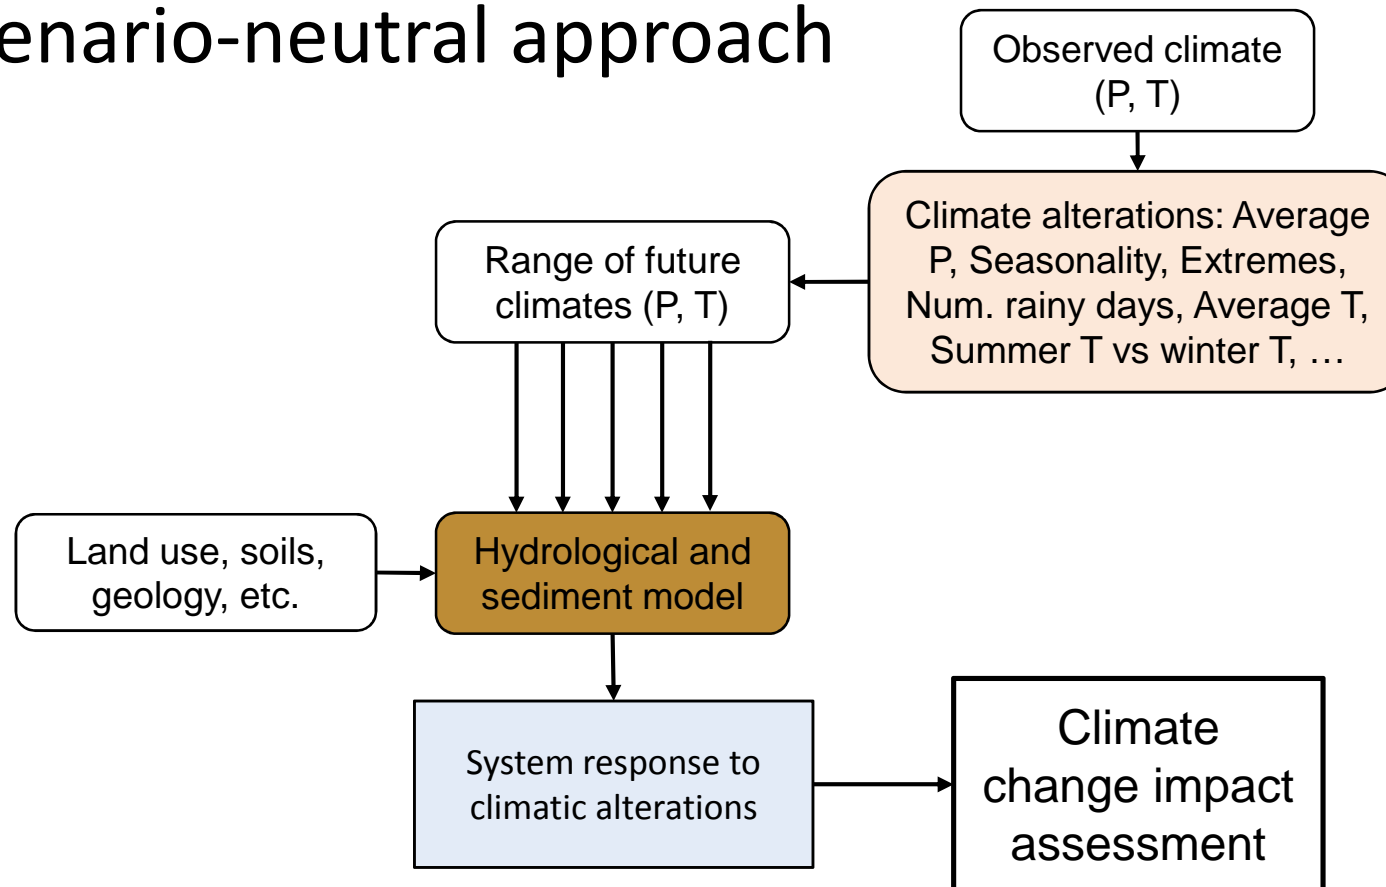 enario-neutral approach
Observed climate
(P, T)
Climate alterations: Average
P, Seasonality, Extremes,
Num. rainy days, Average T,
Summer T vs winter T, …
Range of future
climates (P, T)
Land use, soils,
geology, etc.
Hydrological and
sediment model
System response to
climatic alterations
Climate
change impact
assessment